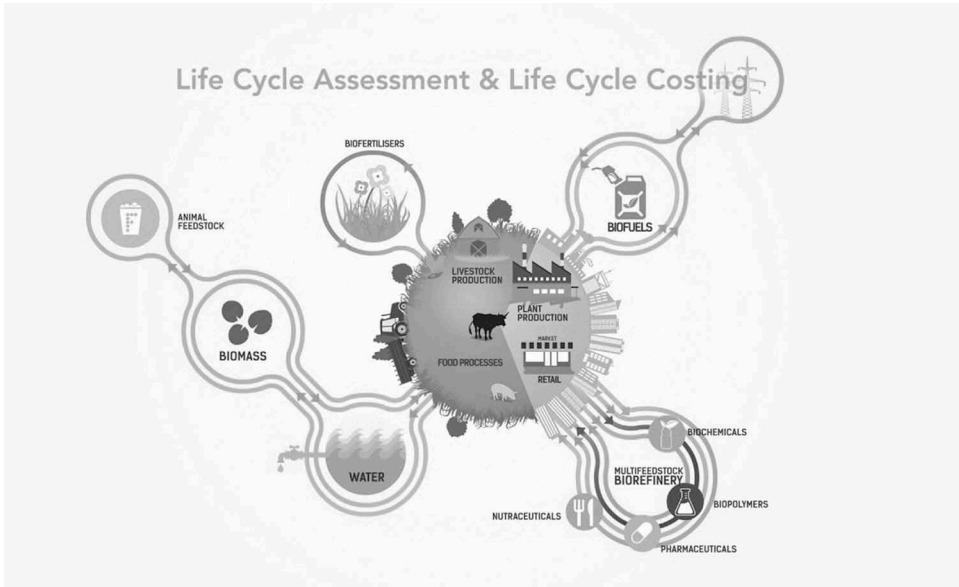 Life Cycle Assessment & Life Cycle Costing
BIOFERTILISERS
ANIMAL
FEEDSTOCK
BIOFUELS
LIVESTOCK
PRODUCTION
PLANT
PRODUCTION
BIOMASS
MARKET
FOOD PROCESSES
RETAIL
BIOCHEMICALS
WATER
MULTIFEEDSTOCK
BIOREFINERY
BIOPOLYMERS
NUTRACEUTICALS
PHARMACEUTICALS